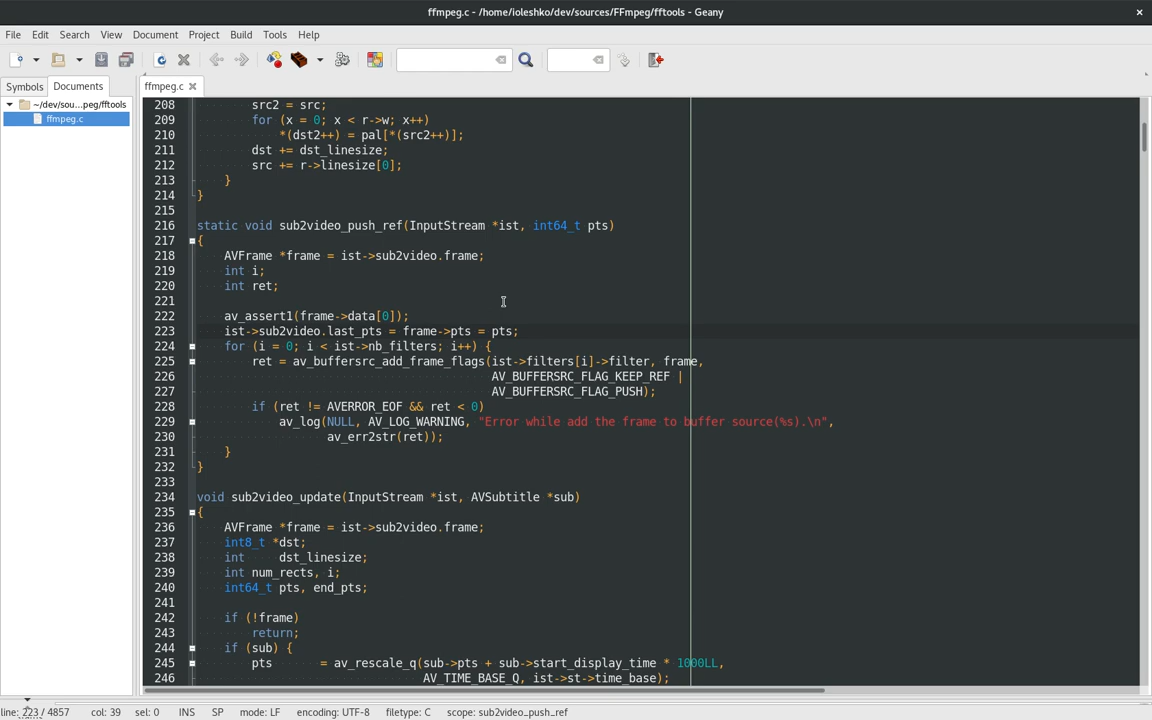 ffmpeg.c - /home/ioleshko/dev/sources/FFmpeg/fftools - Geany
File Edit Search View Document Project Build Tools Help
Symbols Documents
ffmpeg.c
~/dev/sou...peg/fftools
ffmpeg.c
208 src2 = src;
209 for (x = 0; x < r->w; x++)
210 *(dst2++) = pal[*(src2++)];
211 dst += dst_linesize;
212 src += r->linesize[0];
213 }
214 }
215
216 static void sub2video_push_ref(InputStream *ist, int64_t pts)
217 {
218 AVFrame *frame = ist->sub2video.frame;
219 int i;
220 int ret;
221
222 av_assert1(frame->data[0]);
223 ist->sub2video.last_pts = frame->pts = pts;
224 for (i = 0; i < ist->nb_filters; i++) {
225 ret = av_buffersrc_add_frame_flags(ist->filters[i]->filter, frame,
226 AV_BUFFERSRC_FLAG_KEEP_REF |
227 AV_BUFFERSRC_FLAG_PUSH);
228 if (ret != AVERROR_EOF && ret < 0)
229 av_log(NULL, AV_LOG_WARNING, "Error while add the frame to buffer source(%s).\n",
230 av_err2str(ret));
231 }
232 }
233
234 void sub2video_update(InputStream *ist, AVSubtitle *sub)
235 {
236 AVFrame *frame = ist->sub2video.frame;
237 int8_t *dst;
238 int dst_linesize;
239 int num_rects, i;
240 int64_t pts, end_pts;
241
242 if (!frame)
243 return;
244 if (sub) {
245 pts = av_rescale_q(sub->pts + sub->start_display_time * 1000LL,
246 AV_TIME_BASE_Q, ist->st->time_base);
line: 223 / 4857 col: 39 sel: 0 INS SP mode: LF encoding: UTF-8 filetype: C scope: sub2video_push_ref